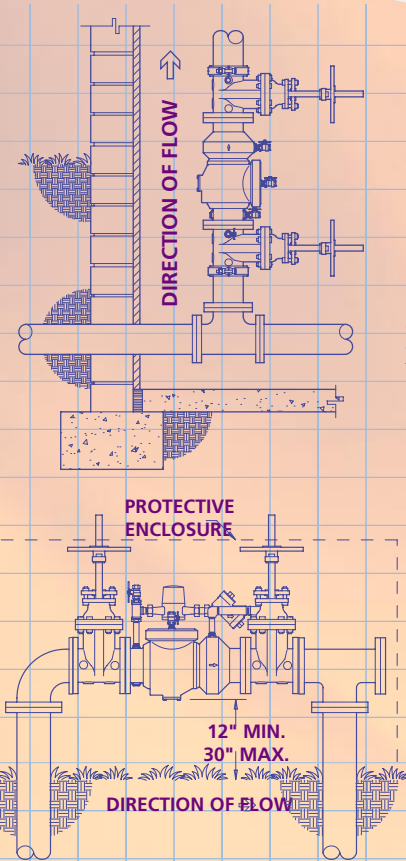 DIRECTION OF FLOW
PROTECTIVE
ENCLOSURE
12" MIN.
30" MAX.
DIRECTION OF FLOW